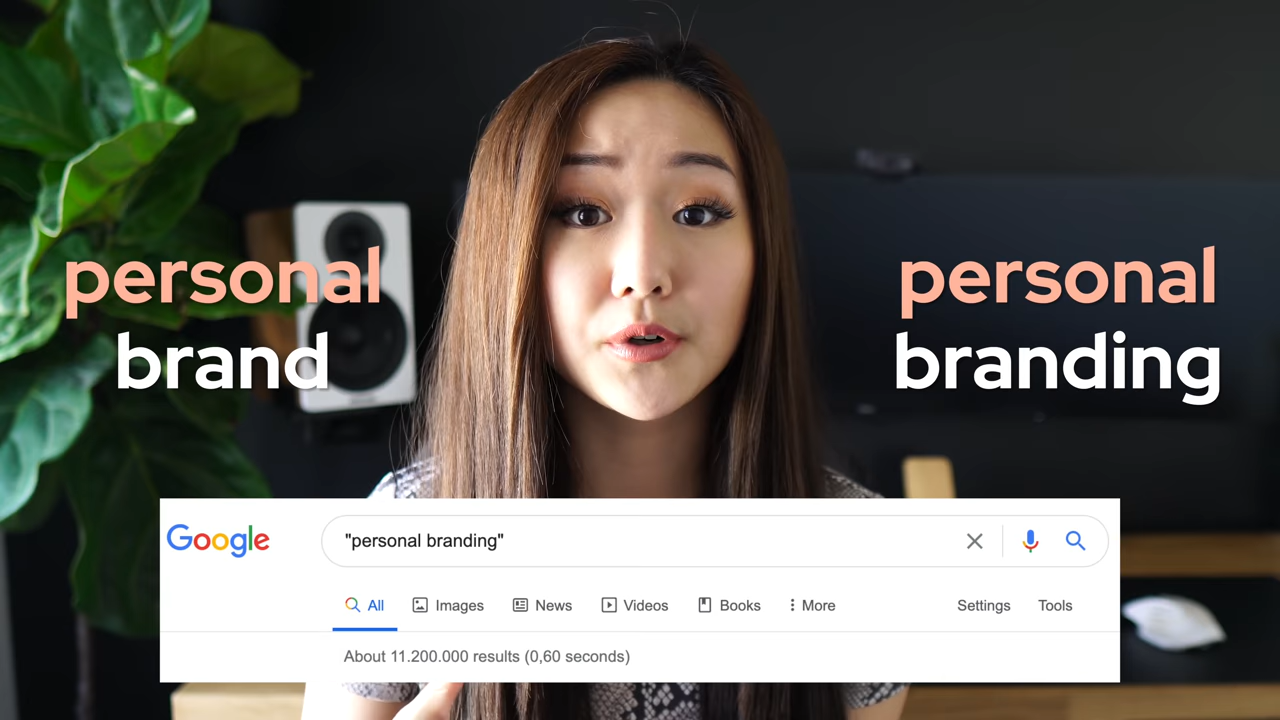 personal
brand
personal
branding
Google
"personal branding"
All Images News Videos Books More Settings Tools
About 11.200.000 results (0,60 seconds)